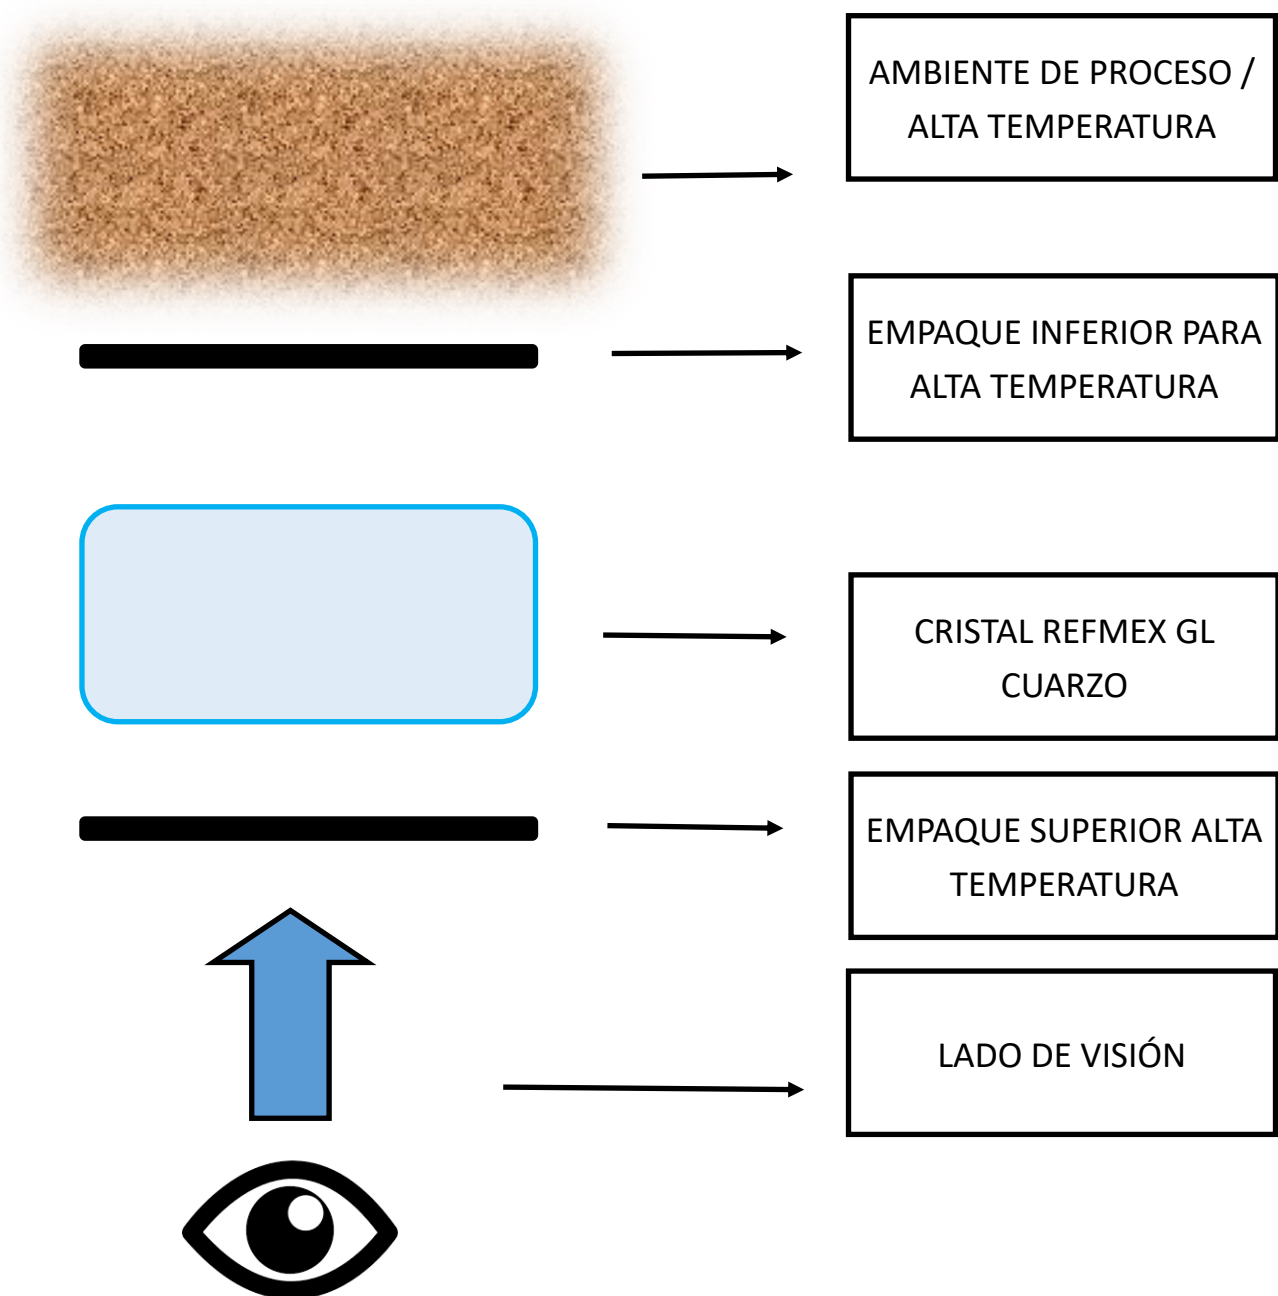 AMBIENTE DE PROCESO /
ALTA TEMPERATURA
EMPAQUE INFERIOR PARA
ALTA TEMPERATURA
CRISTAL REFMEX GL
CUARZO
EMPAQUE SUPERIOR ALTA
TEMPERATURA
LADO DE VISIÓN